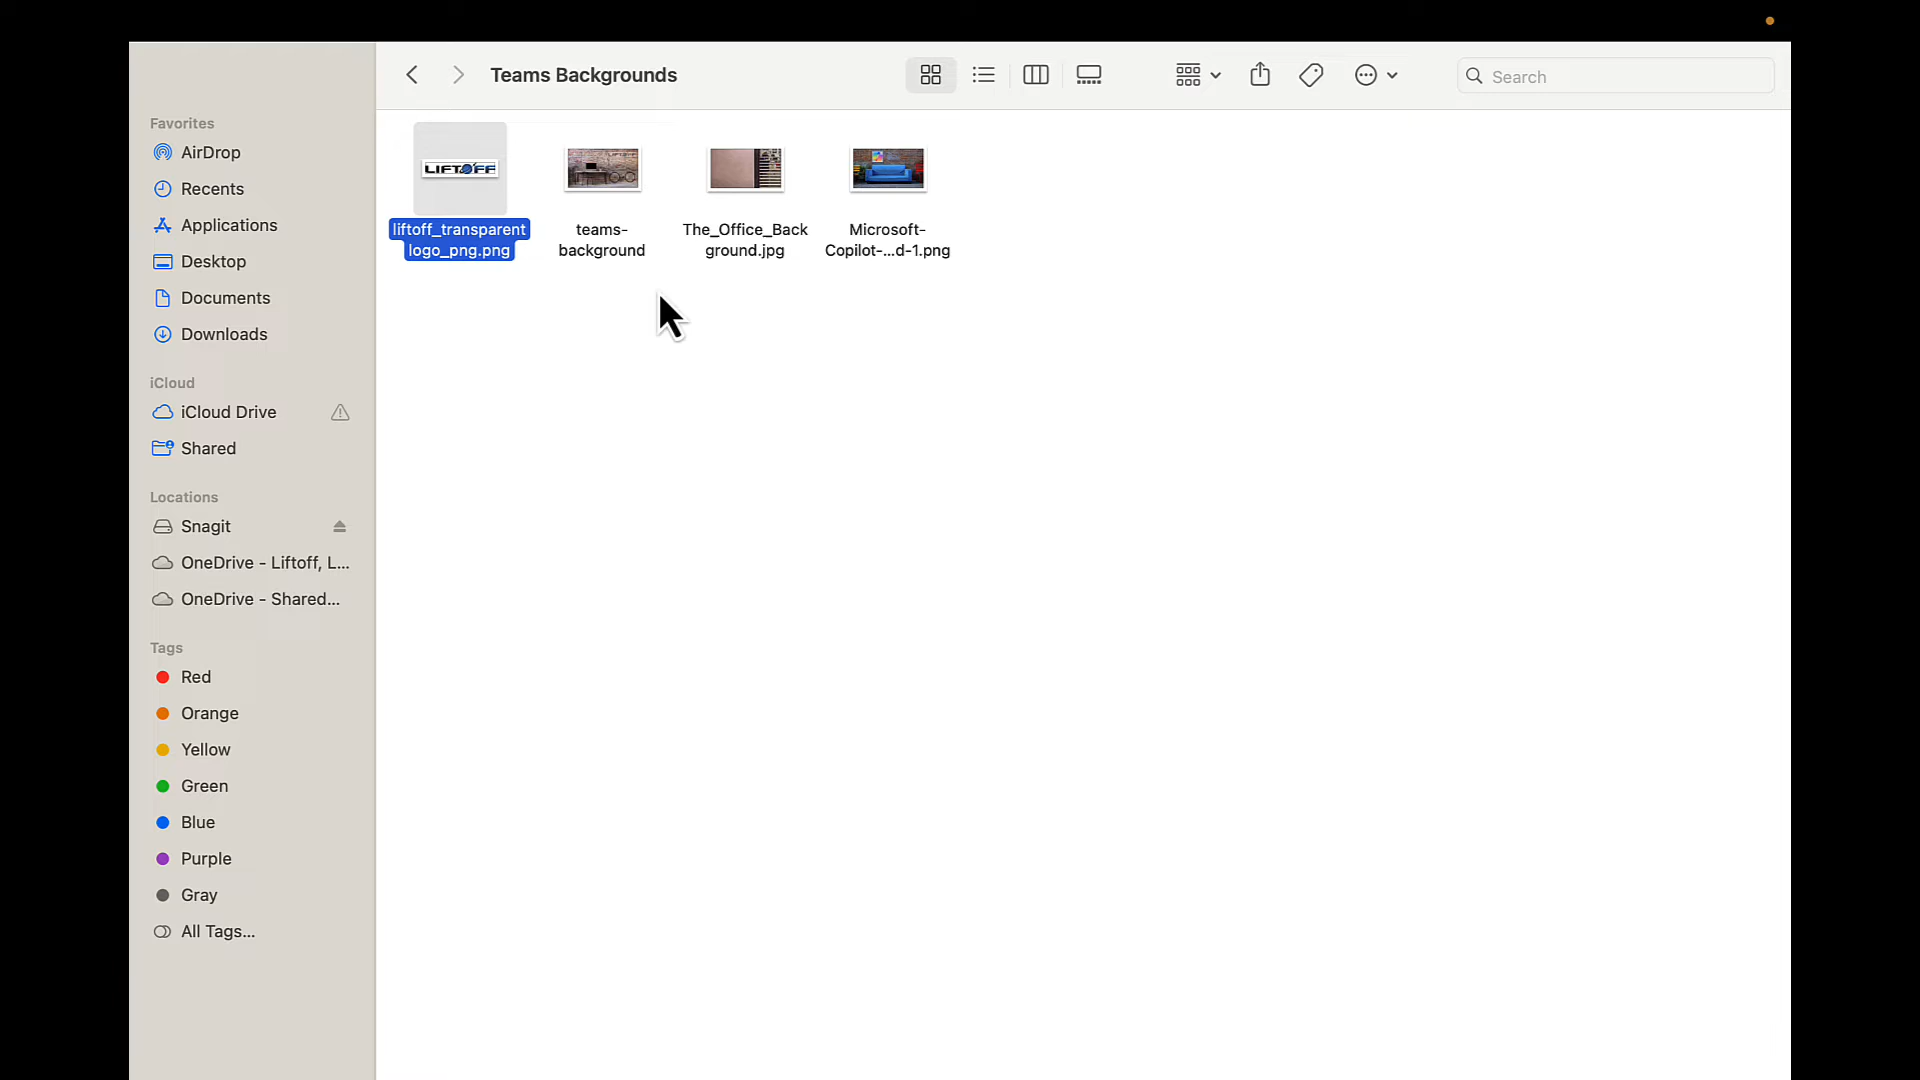 Teams Backgrounds
Search
Favorites
AirDrop
Recents
Applications
Desktop
Documents
Downloads
iCloud
iCloud Drive
Shared
Locations
Snagit
OneDrive - Liftoff, L...
OneDrive - Shared...
Tags
Red
Orange
Yellow
Green
Blue
Purple
Gray
All Tags...
LIFTOFF
liftoff_transparent
logo_png.png
teams-
background
The_Office_Back
ground.jpg
Microsoft-
Copilot-...d-1.png